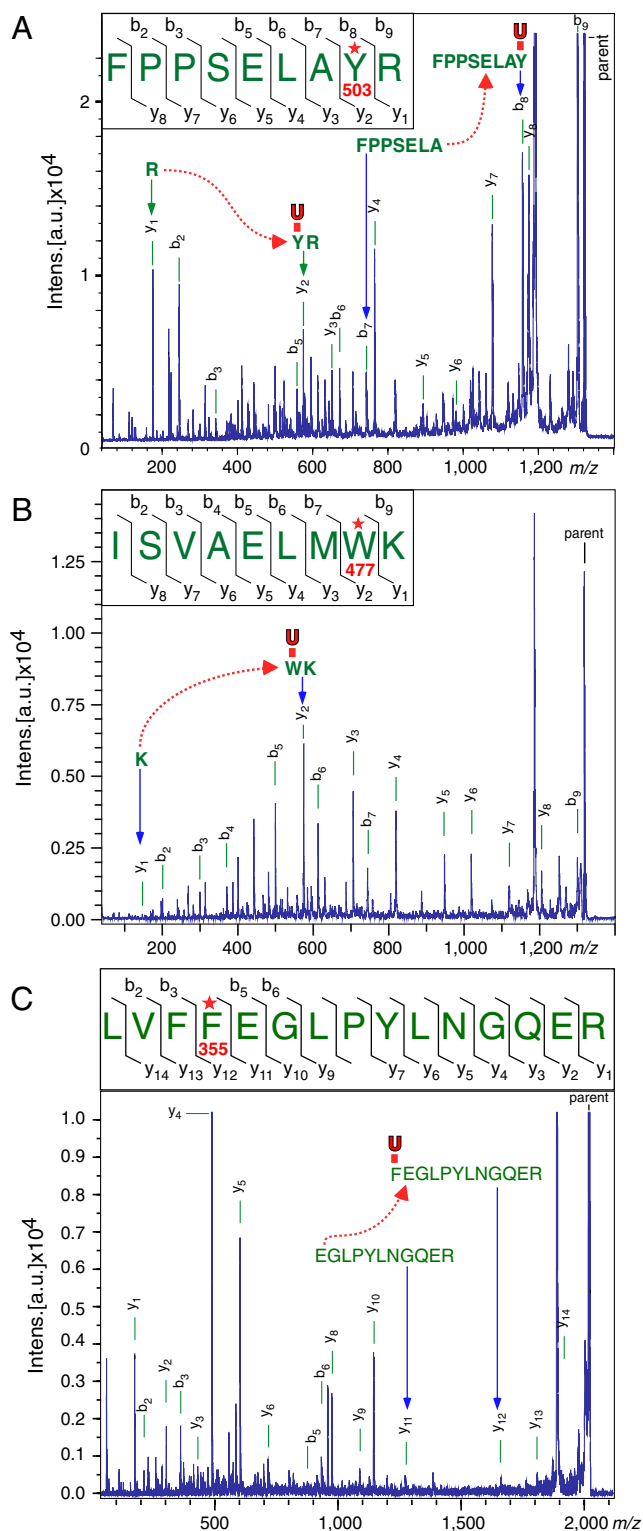 A
b2 b3 b5 b6 b7 b8 b9
FPPSELAYR
503
y8 y7 y6 y5 y4 y3 y2 y1
U
FPPSELAY
b9
parent
b8
y8
FPPSELA
R
U
YR
y1
b2
y2
y4
y7
b3
b5
y3
b6
b7
y5
y6
Intens.[a.u.]x10^4
2
1
0
200 400 600 800 1,000 1,200 m/z
B
b2 b3 b4 b5 b6 b7 b9
ISVAELMWK
477
y8 y7 y6 y5 y4 y3 y2 y1
parent
U
WK
K
y1
b2
b3
b4
b5
y2
b6
y3
b7
y4
y5
y6
y7
y8
b9
Intens.[a.u.]x10^4
1.25
1.00
0.75
0.50
0.25
0.00
200 400 600 800 1,000 1,200 m/z
C
b2 b3 b5 b6
LVFFEGLPYLNGQER
355
y14 y13 y12 y11 y10 y9 y7 y6 y5 y4 y3 y2 y1
parent
y4
U
FEGLPYLNGQER
EGLPYLNGQER
y5
y1
b2
y2
b3
y3
y6
b5
b6
y8
y9
y10
y11
y12
y13
y14
Intens.[a.u.]x10^4
1.0
0.9
0.8
0.7
0.6
0.5
0.4
0.3
0.2
0.1
0.0
500 1,000 1,500 2,000 m/z